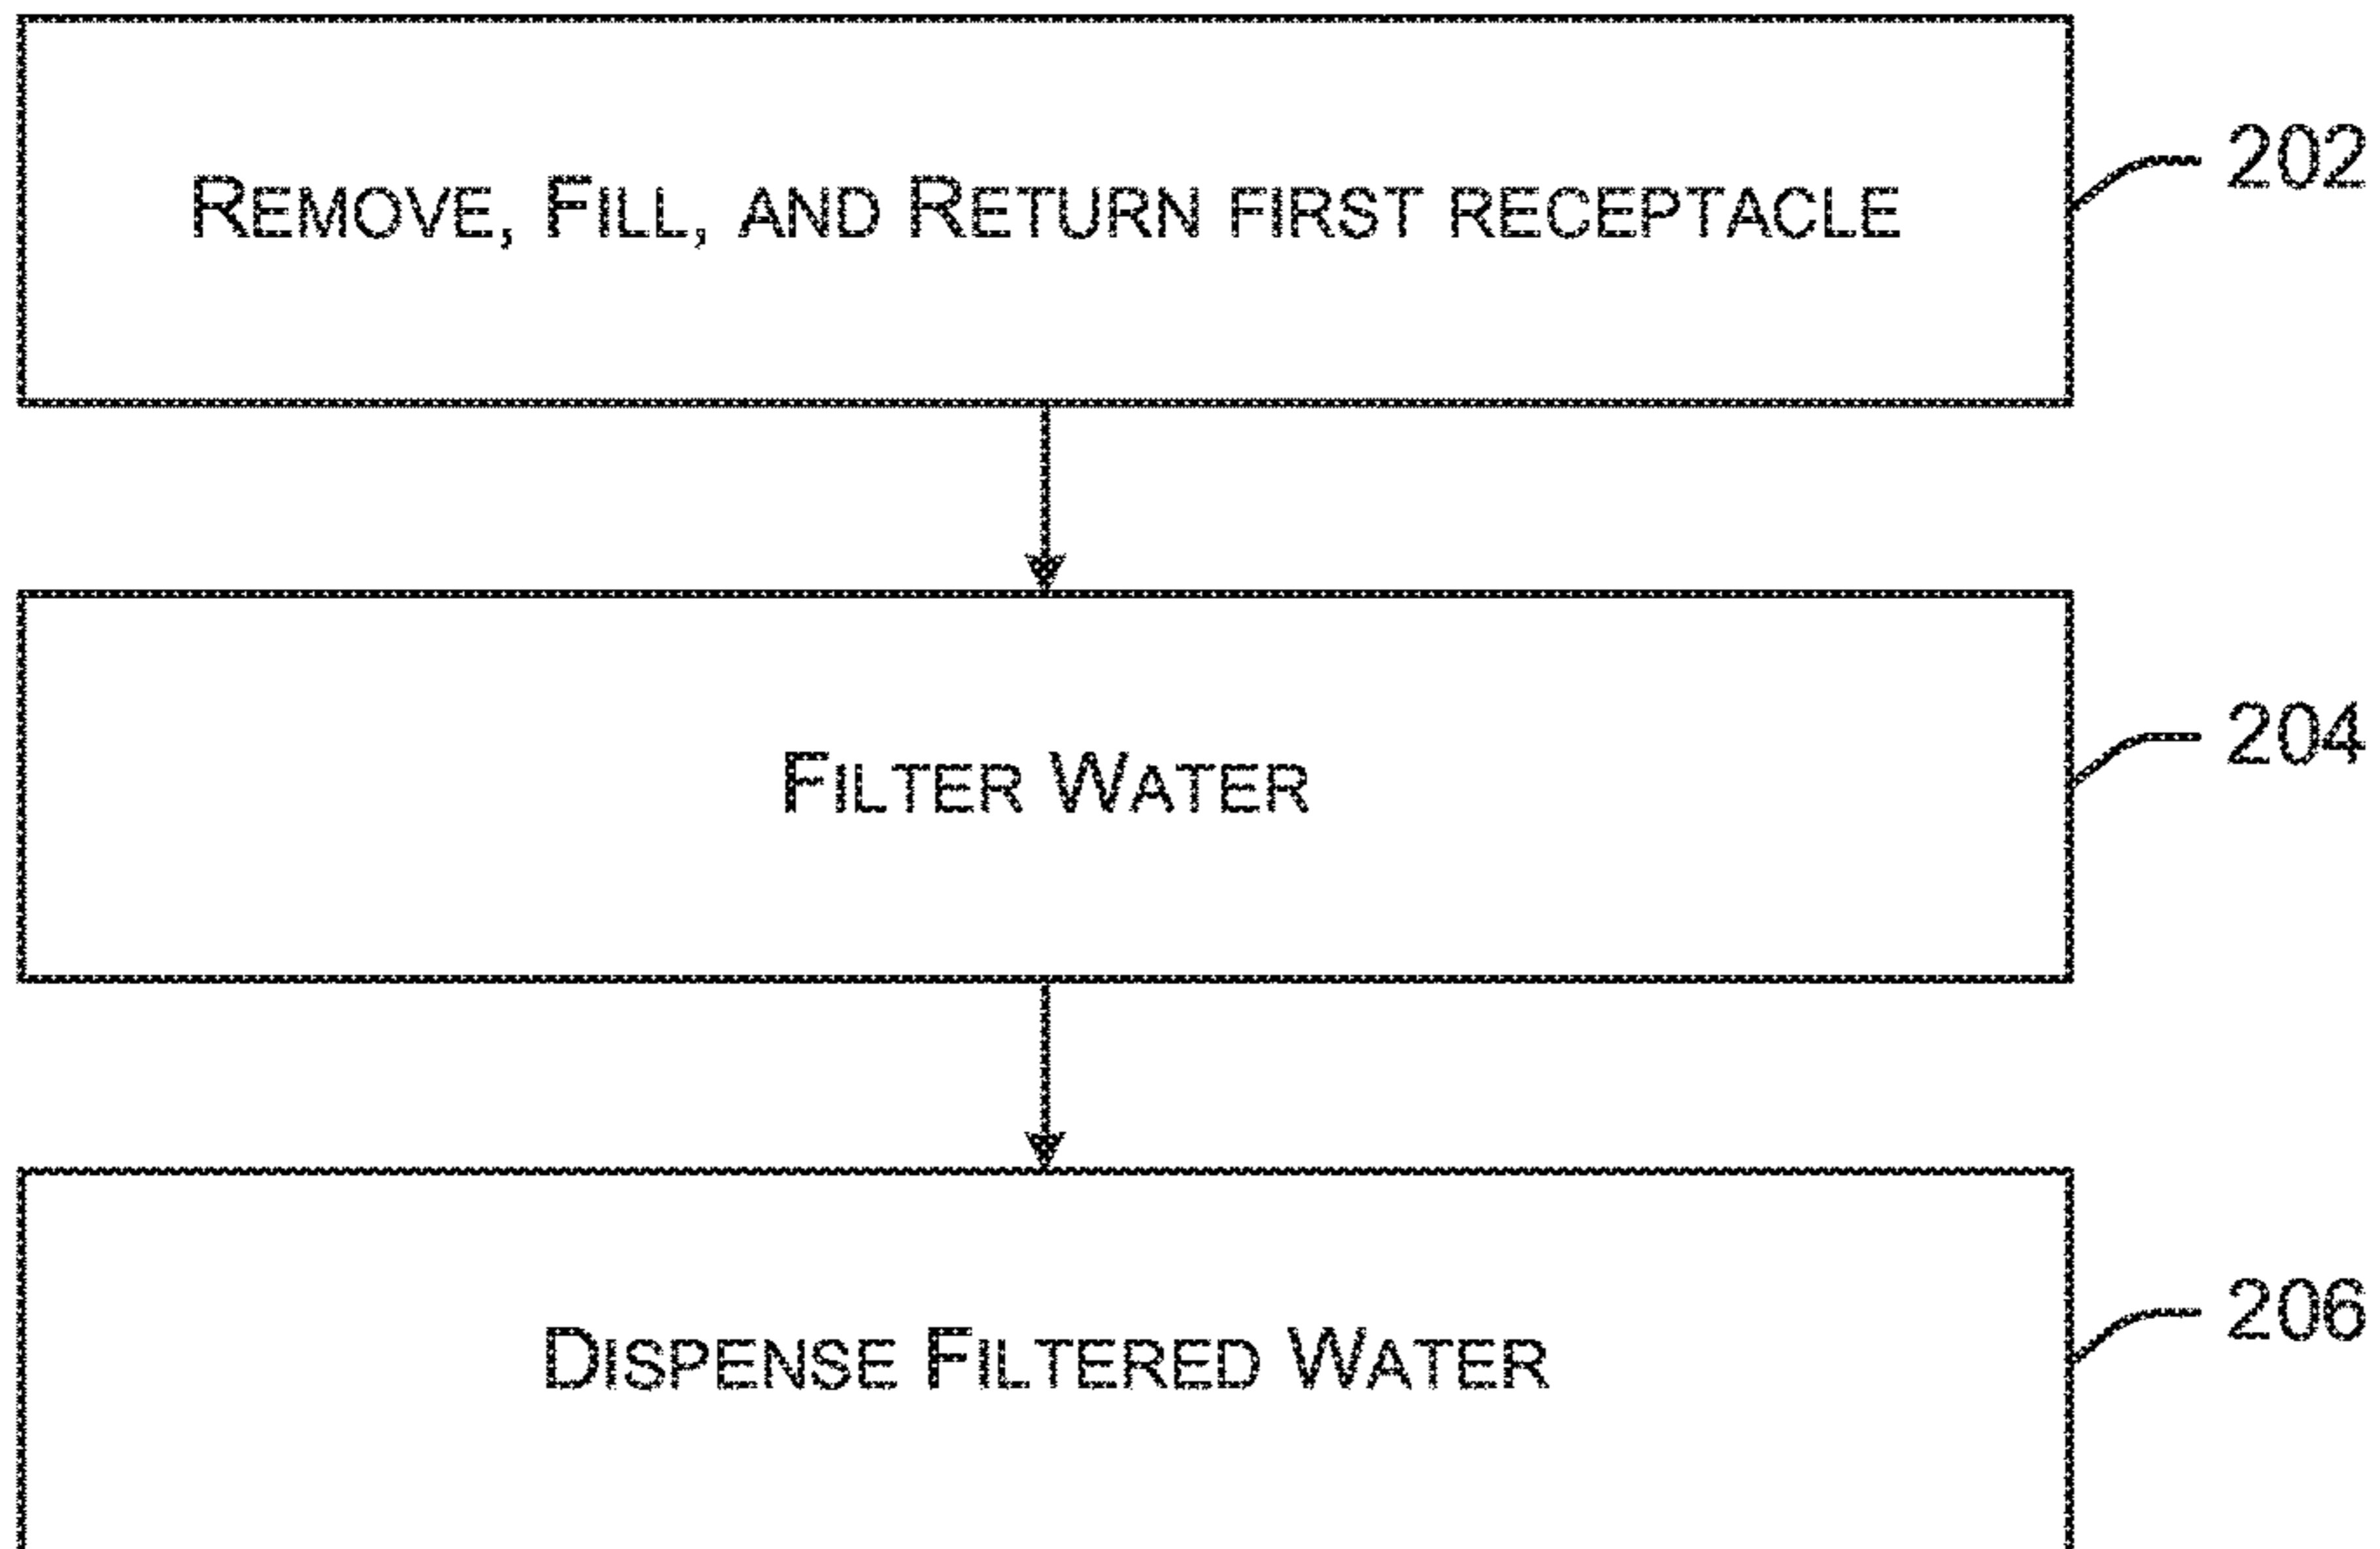 REMOVE, FILL, AND RETURN FIRST RECEPTACLE
202
FILTER WATER
204
DISPENSE FILTERED WATER
206